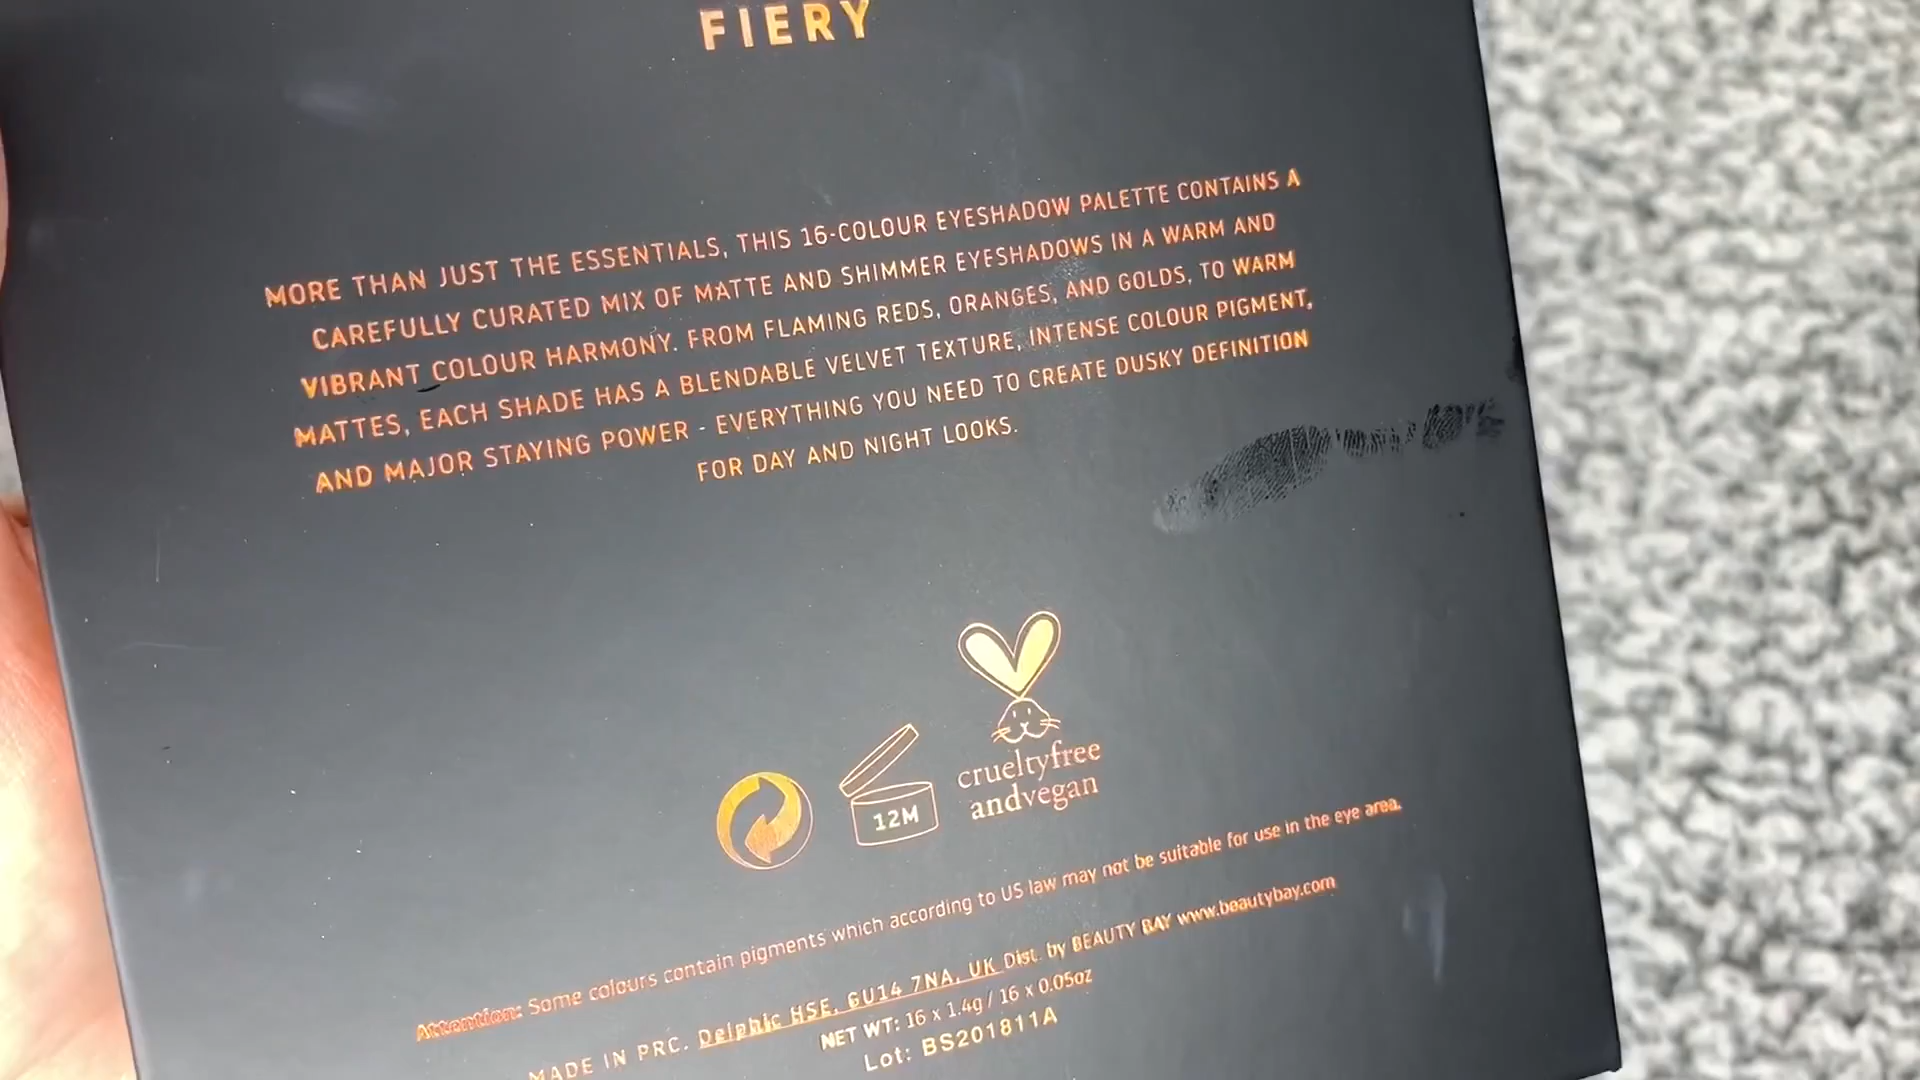 FIERY
MORE THAN JUST THE ESSENTIALS, THIS 16-COLOUR EYESHADOW PALETTE CONTAINS A
CAREFULLY CURATED MIX OF MATTE AND SHIMMER EYESHADOWS IN A WARM AND
VIBRANT COLOUR HARMONY. FROM FLAMING REDS, ORANGES, AND GOLDS, TO WARM
MATTES, EACH SHADE HAS A BLENDABLE VELVET TEXTURE, INTENSE COLOUR PIGMENT,
AND MAJOR STAYING POWER - EVERYTHING YOU NEED TO CREATE DUSKY DEFINITION
FOR DAY AND NIGHT LOOKS.
12M
crueltyfree
andvegan
Attention: Some colours contain pigments which according to US law may not be suitable for use in the eye area.
MADE IN PRC. Delphic HSE, GU14 7NA, UK Dist. by BEAUTY BAY www.beautybay.com
NET WT: 16 x 1.4g / 16 x 0.05oz
Lot: BS201811A